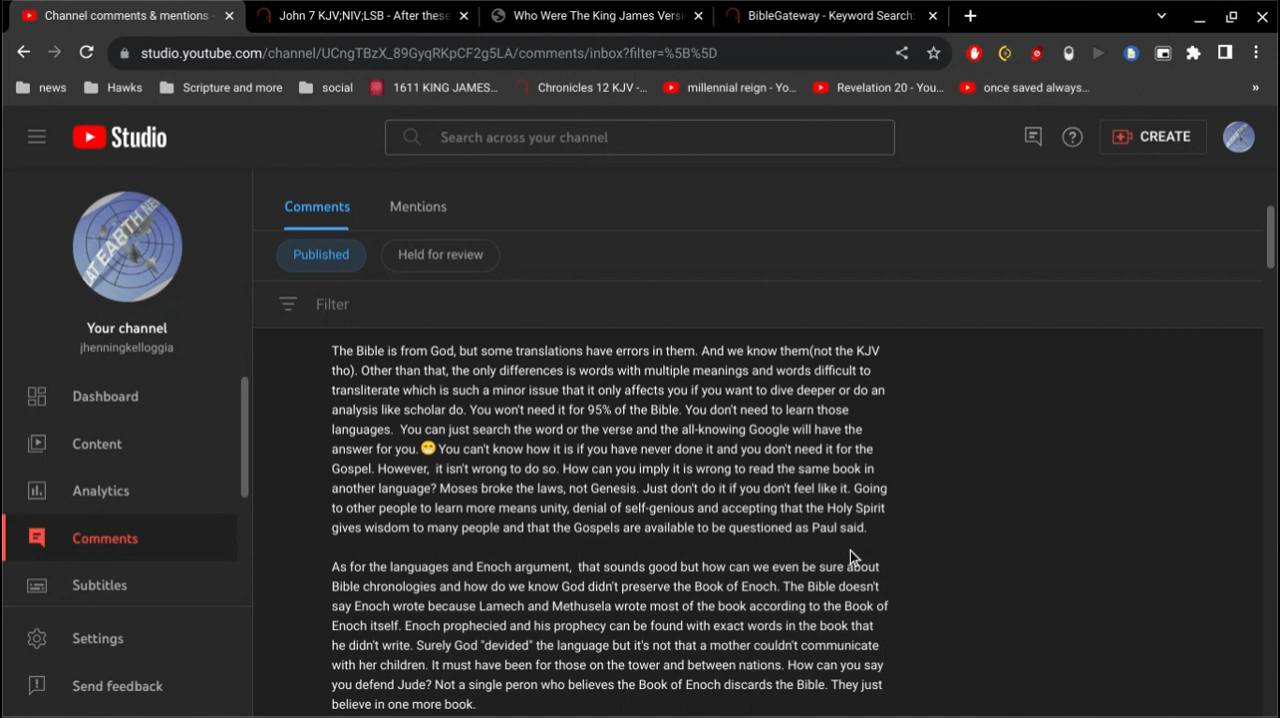 Channel comments & mentions -
John 7 KJV;NIV;LSB - After these
Who Were The King James Versi
BibleGateway - Keyword Search:
studio.youtube.com/channel/UCngTBzX_89GyqRKpCF2g5LA/comments/inbox?filter=%5B%5D
news
Hawks
Scripture and more
social
1611 KING JAMES...
Chronicles 12 KJV -...
millennial reign - Yo...
Revelation 20 - You...
once saved always...
»
Studio
Search across your channel
CREATE
AT EARTH NE
Your channel
jhenningkelloggia
Dashboard
Content
Analytics
Comments
Subtitles
Settings
Send feedback
Comments
Mentions
Published
Held for review
Filter
The Bible is from God, but some translations have errors in them. And we know them(not the KJV
tho). Other than that, the only differences is words with multiple meanings and words difficult to
transliterate which is such a minor issue that it only affects you if you want to dive deeper or do an
analysis like scholar do. You won't need it for 95% of the Bible. You don't need to learn those
languages. You can just search the word or the verse and the all-knowing Google will have the
answer for you.😁 You can't know how it is if you have never done it and you don't need it for the
Gospel. However, it isn't wrong to do so. How can you imply it is wrong to read the same book in
another language? Moses broke the laws, not Genesis. Just don't do it if you don't feel like it. Going
to other people to learn more means unity, denial of self-genious and accepting that the Holy Spirit
gives wisdom to many people and that the Gospels are available to be questioned as Paul said.
As for the languages and Enoch argument, that sounds good but how can we even be sure about
Bible chronologies and how do we know God didn't preserve the Book of Enoch. The Bible doesn't
say Enoch wrote because Lamech and Methusela wrote most of the book according to the Book of
Enoch itself. Enoch prophecied and his prophecy can be found with exact words in the book that
he didn't write. Surely God "devided" the language but it's not that a mother couldn't communicate
with her children. It must have been for those on the tower and between nations. How can you say
you defend Jude? Not a single peron who believes the Book of Enoch discards the Bible. They just
believe in one more book.